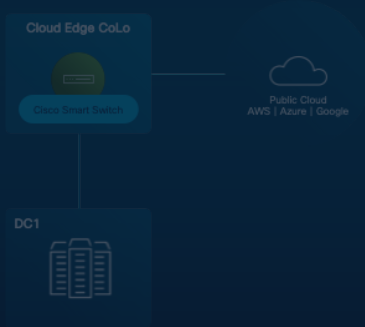 Cloud Edge CoLo
Cisco Smart Switch
Public Cloud
AWS | Azure | Google
DC1